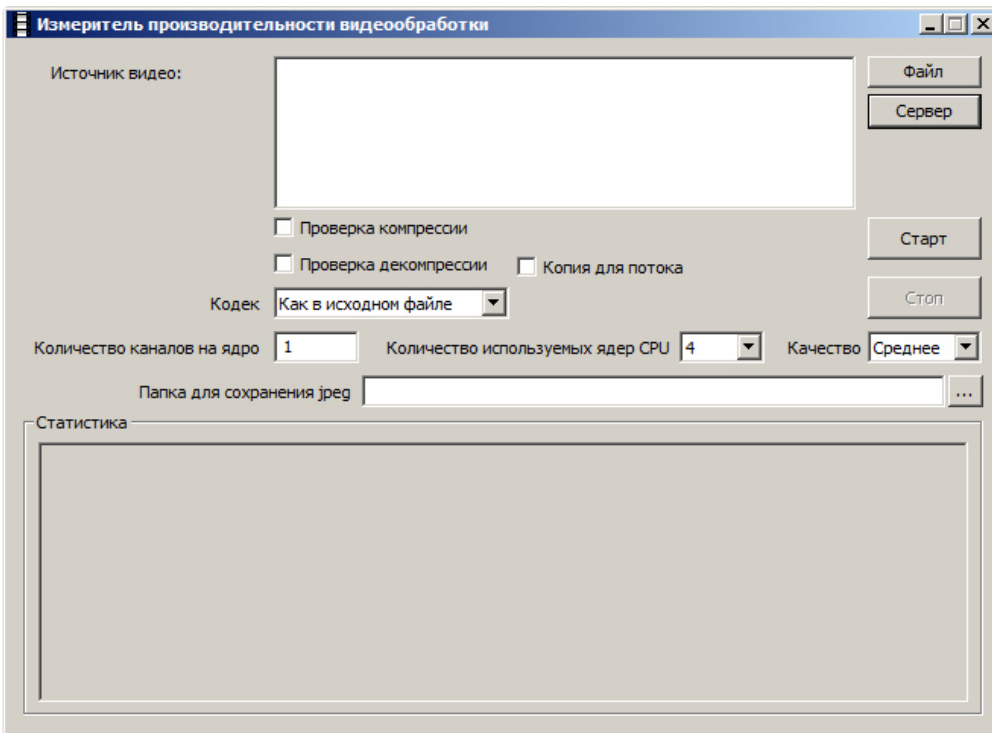 Измеритель производительности видеообработки
Источник видео:
Файл
Сервер
Проверка компрессии
Старт
Проверка декомпрессии Копия для потока
Кодек Как в исходном файле
Стоп
Количество каналов на ядро 1 Количество используемых ядер CPU 4 Качество Среднее
Папка для сохранения jpeg ...
Статистика